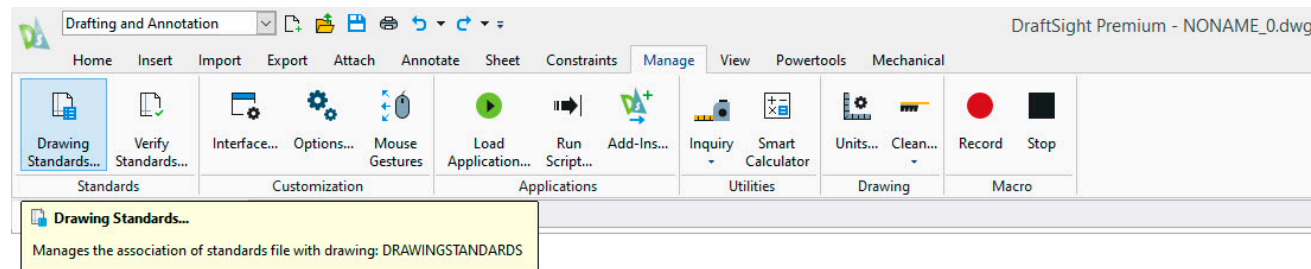 Drafting and Annotation
DraftSight Premium - NONAME_0.dwg
Home Insert Import Export Attach Annotate Sheet Constraints Manage View Powertools Mechanical
Drawing Verify Interface... Options... Mouse Load Run Add-Ins... Inquiry Smart Units... Clean... Record Stop
Standards... Standards... Gestures Application... Script... Calculator
Standards Customization Applications Utilities Drawing Macro
Drawing Standards...
Manages the association of standards file with drawing: DRAWINGSTANDARDS